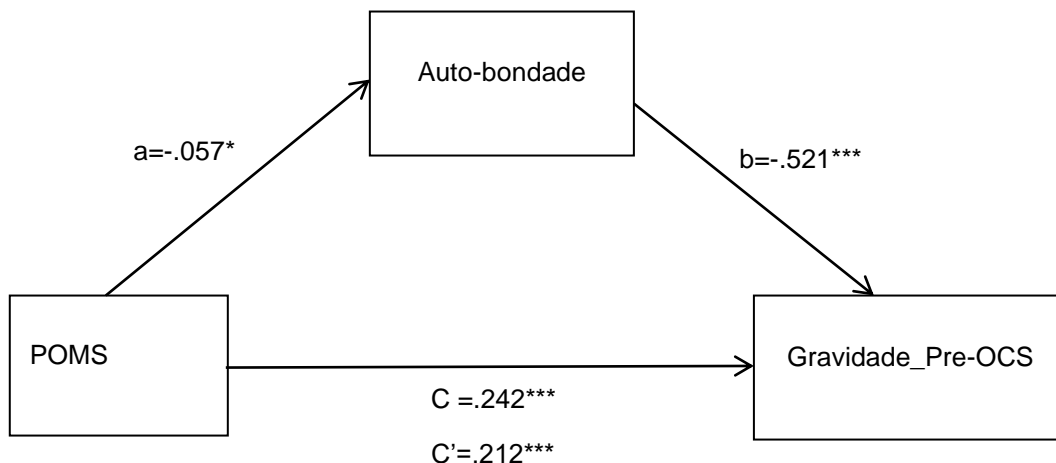 Auto-bondade
a=-.057*
b=-.521***
POMS
Gravidade_Pre-OCS
C =.242***
C’=.212***